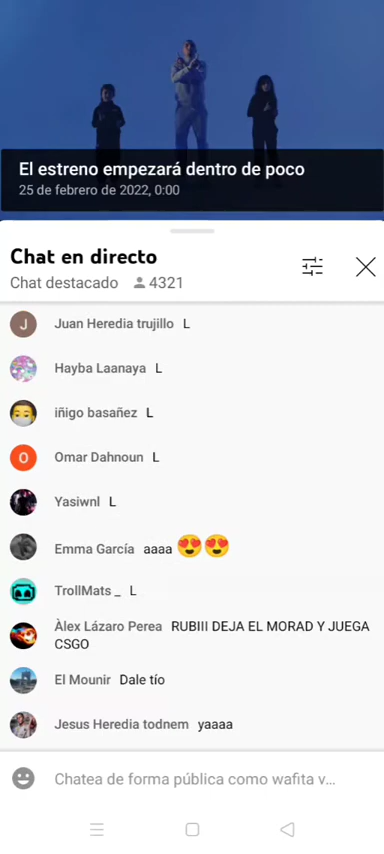 El estreno empezará dentro de poco
25 de febrero de 2022, 0:00
Chat en directo
Chat destacado 4321
J Juan Heredia trujillo L
Hayba Laanaya L
iñigo basañez L
O Omar Dahnoun L
Yasiwnl L
Emma García aaaa 😍😍
TrollMats _ L
Àlex Lázaro Perea RUBIII DEJA EL MORAD Y JUEGA
CSGO
El Mounir Dale tío
Jesus Heredia todnem yaaaa
Chatea de forma pública como wafita v...